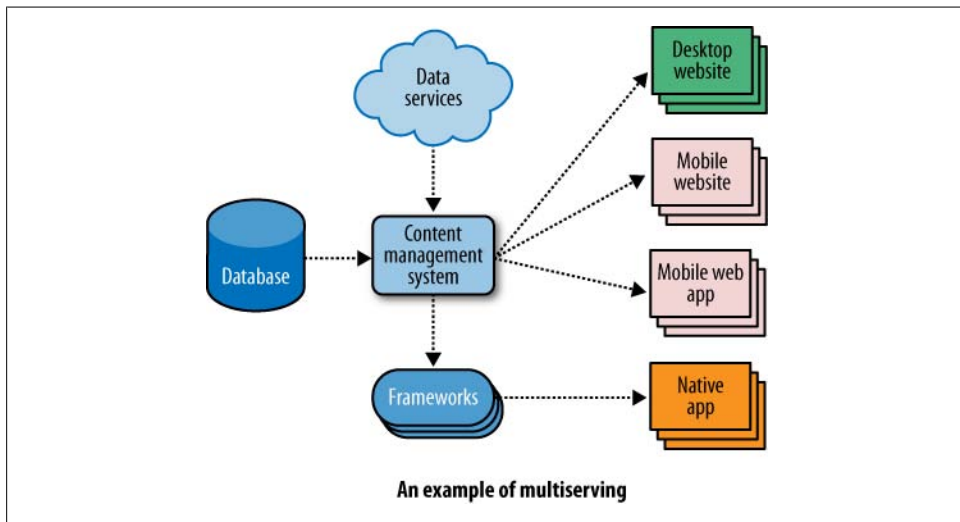 Data
services
Desktop
website
Mobile
website
Database
Content
management
system
Mobile web
app
Frameworks
Native
app
An example of multiserving